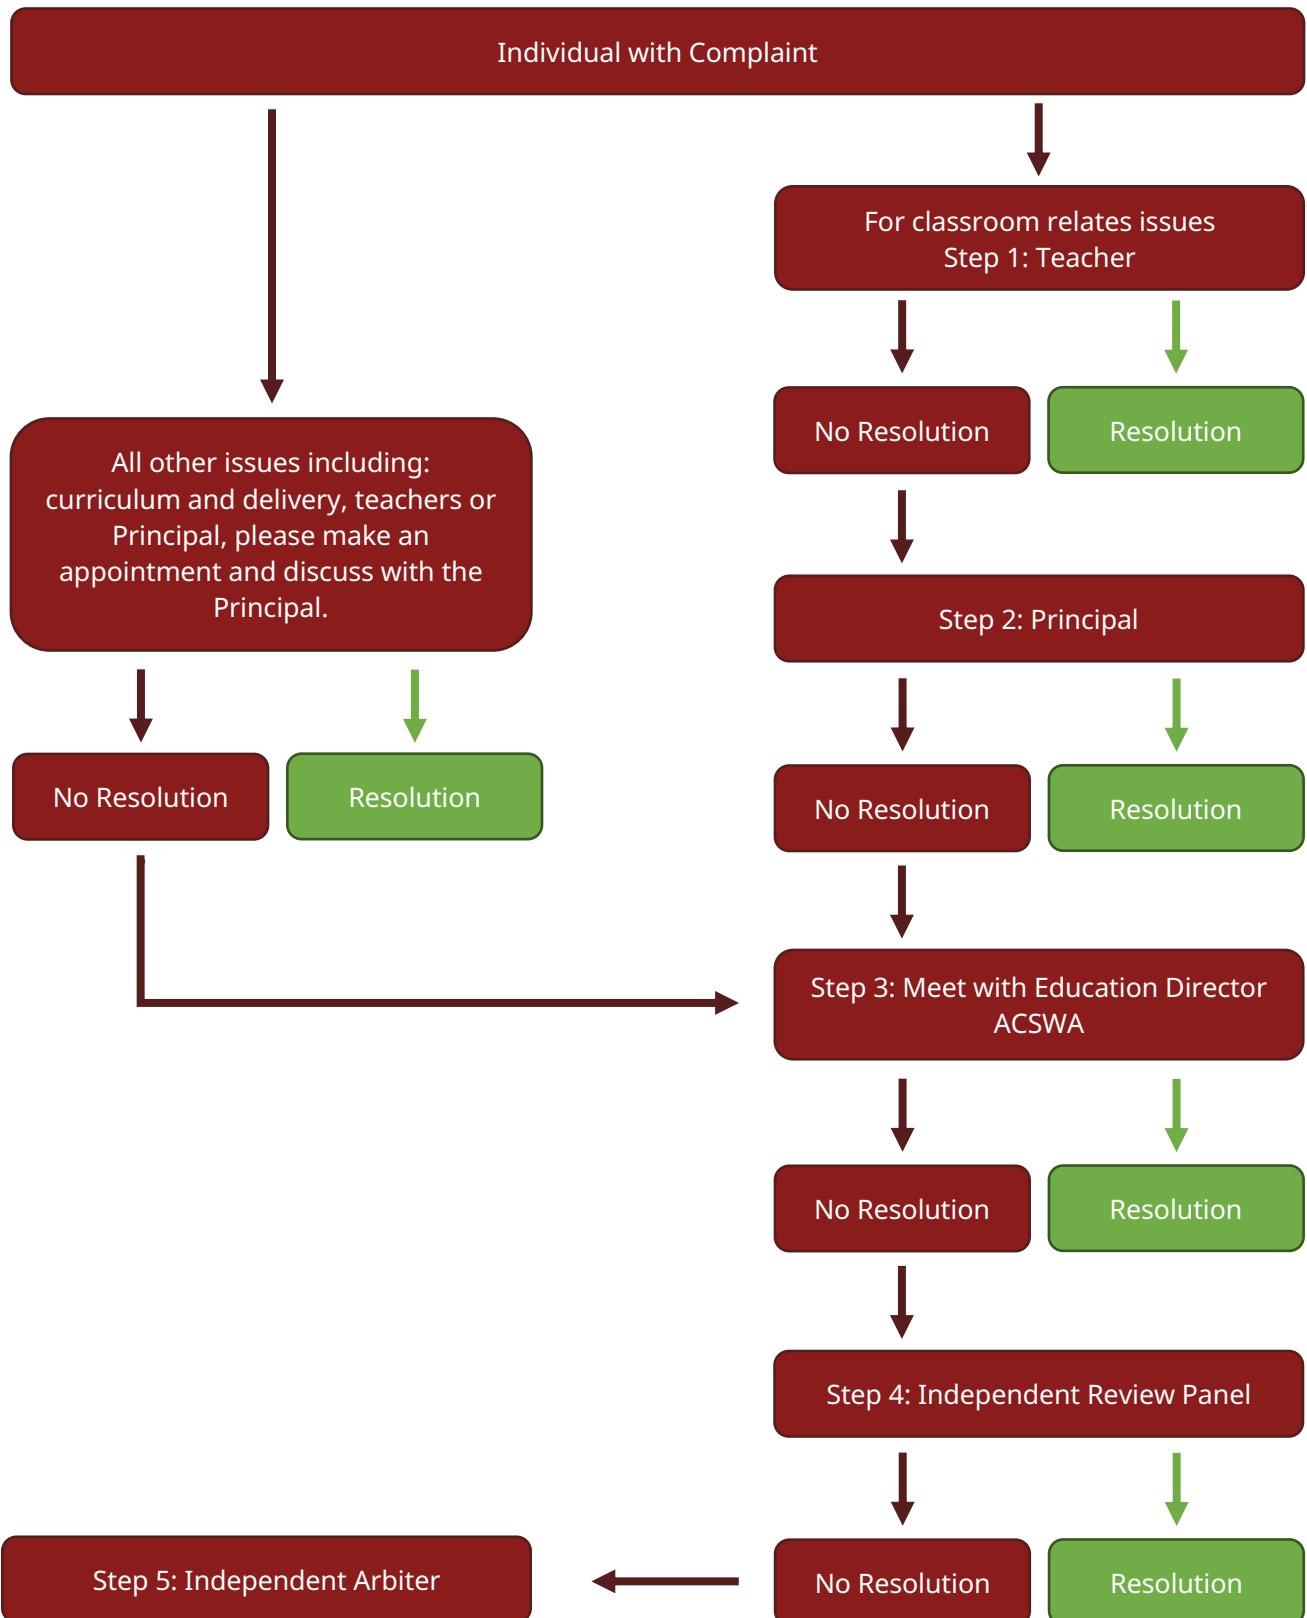 Individual with Complaint
For classroom relates issues
Step 1: Teacher
No Resolution
Resolution
All other issues including:
curriculum and delivery, teachers or
Principal, please make an
appointment and discuss with the
Principal.
Step 2: Principal
No Resolution
Resolution
No Resolution
Resolution
Step 3: Meet with Education Director
ACSWA
No Resolution
Resolution
Step 4: Independent Review Panel
Step 5: Independent Arbiter
No Resolution
Resolution